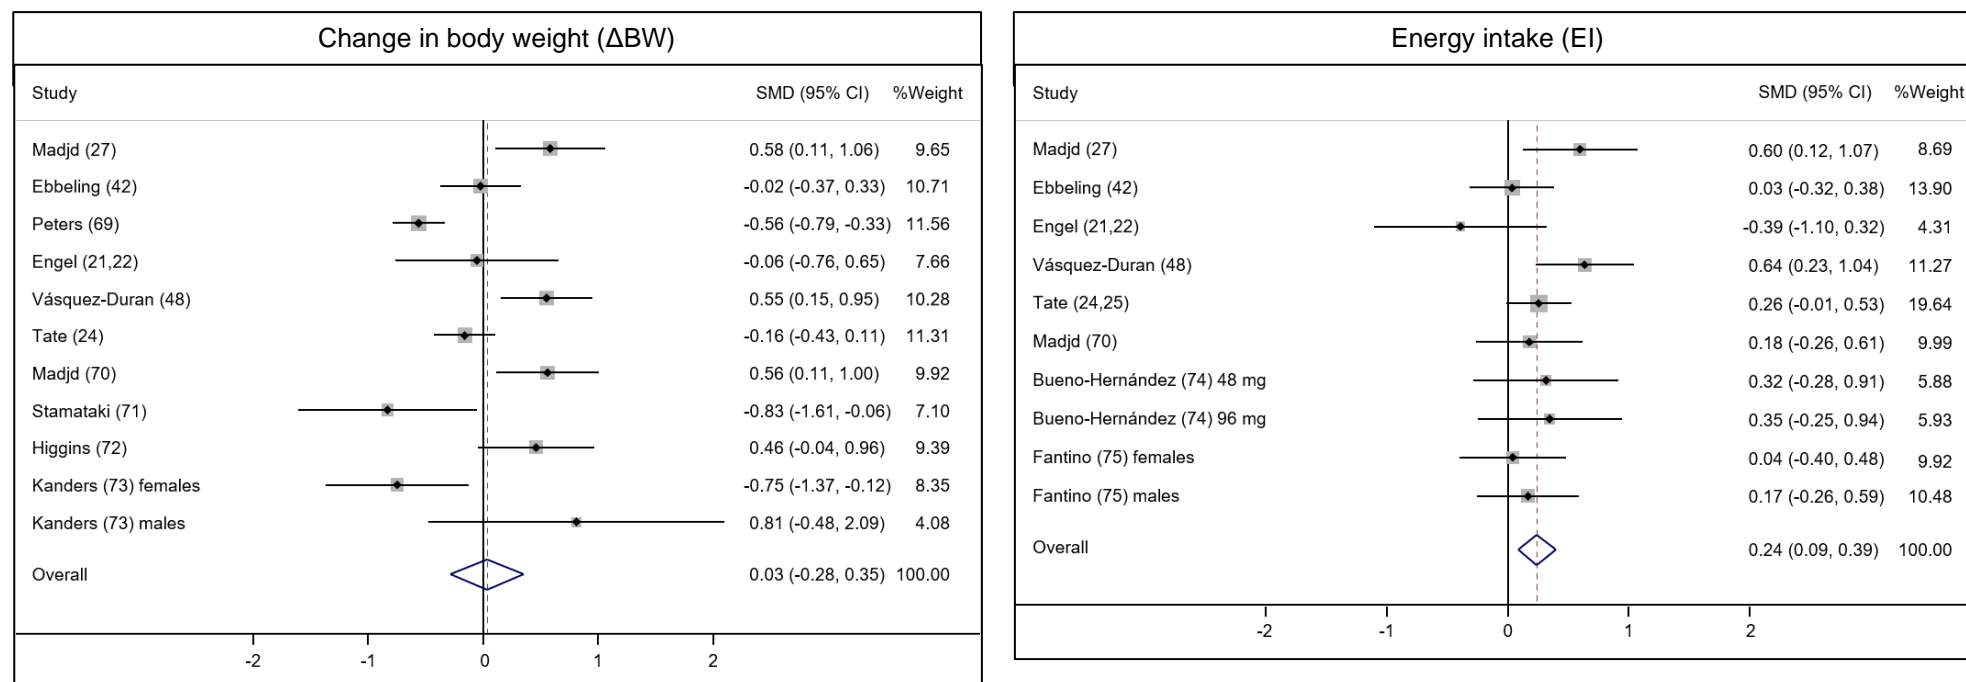 Change in body weight (ΔBW)
Study SMD (95% CI) %Weight
Madjd (27) 0.58 (0.11, 1.06) 9.65
Ebbeling (42) -0.02 (-0.37, 0.33) 10.71
Peters (69) -0.56 (-0.79, -0.33) 11.56
Engel (21,22) -0.06 (-0.76, 0.65) 7.66
Vásquez-Duran (48) 0.55 (0.15, 0.95) 10.28
Tate (24) -0.16 (-0.43, 0.11) 11.31
Madjd (70) 0.56 (0.11, 1.00) 9.92
Stamataki (71) -0.83 (-1.61, -0.06) 7.10
Higgins (72) 0.46 (-0.04, 0.96) 9.39
Kanders (73) females -0.75 (-1.37, -0.12) 8.35
Kanders (73) males 0.81 (-0.48, 2.09) 4.08
Overall 0.03 (-0.28, 0.35) 100.00
-2 -1 0 1 2
Energy intake (EI)
Study SMD (95% CI) %Weight
Madjd (27) 0.60 (0.12, 1.07) 8.69
Ebbeling (42) 0.03 (-0.32, 0.38) 13.90
Engel (21,22) -0.39 (-1.10, 0.32) 4.31
Vásquez-Duran (48) 0.64 (0.23, 1.04) 11.27
Tate (24,25) 0.26 (-0.01, 0.53) 19.64
Madjd (70) 0.18 (-0.26, 0.61) 9.99
Bueno-Hernández (74) 48 mg 0.32 (-0.28, 0.91) 5.88
Bueno-Hernández (74) 96 mg 0.35 (-0.25, 0.94) 5.93
Fantino (75) females 0.04 (-0.40, 0.48) 9.92
Fantino (75) males 0.17 (-0.26, 0.59) 10.48
Overall 0.24 (0.09, 0.39) 100.00
-2 -1 0 1 2